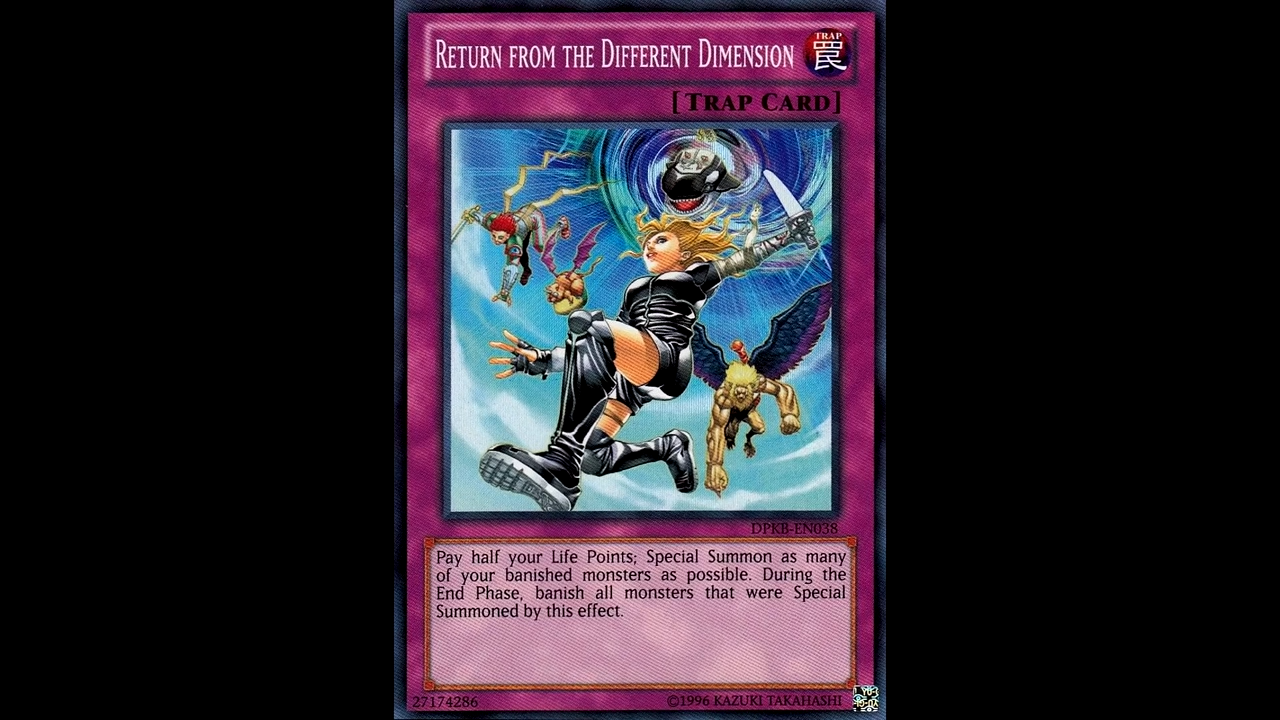 RETURN FROM THE DIFFERENT DIMENSION
TRAP
罠
[TRAP CARD]
DPKB-EN038
Pay half your Life Points; Special Summon as many
of your banished monsters as possible. During the
End Phase, banish all monsters that were Special
Summoned by this effect.
27174286
©1996 KAZUKI TAKAHASHI